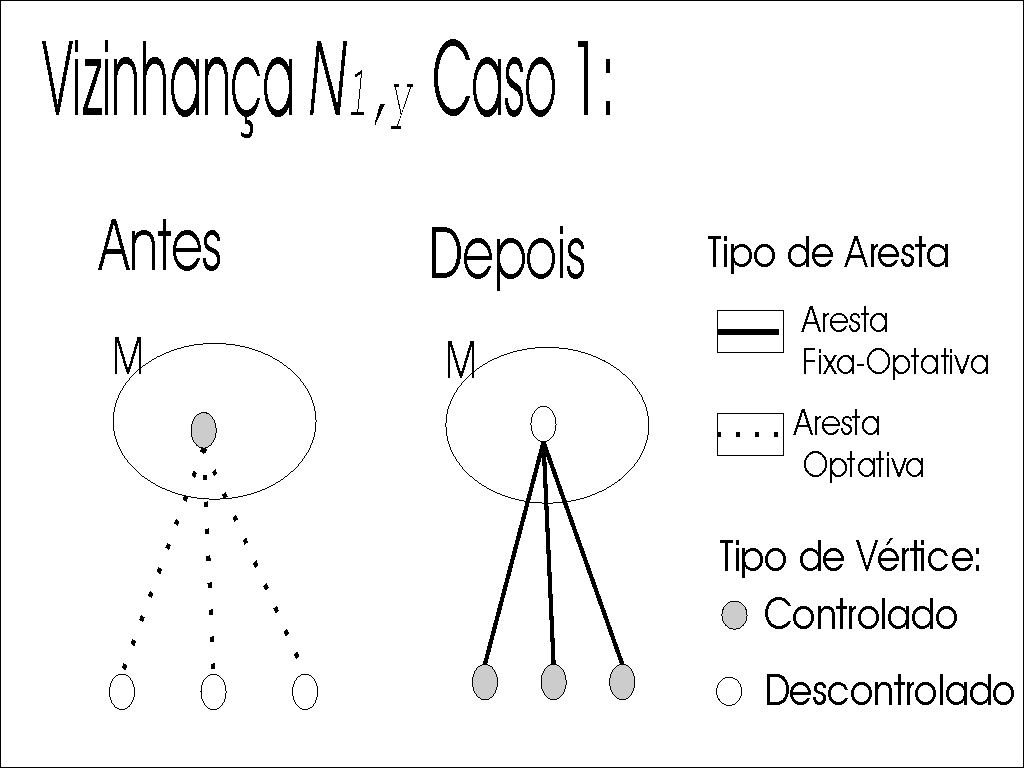 Vizinhança N1,y Caso 1:
Antes
Depois
Tipo de Aresta
M
M
Aresta
Fixa-Optativa
Aresta
Optativa
Tipo de Vértice:
Controlado
Descontrolado